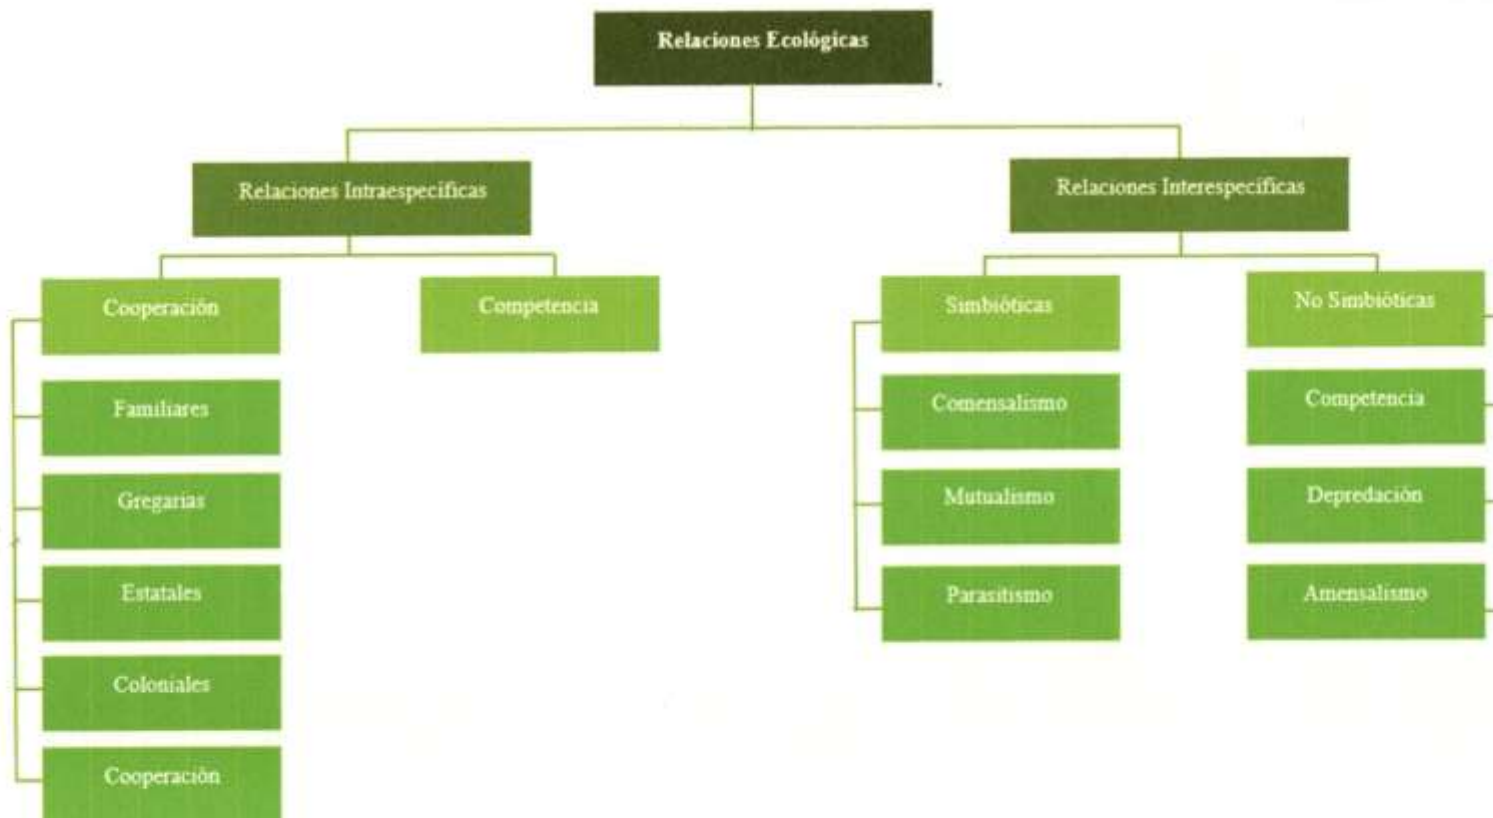 Relaciones Ecológicas
Relaciones Intraespecíficas
Relaciones Interespecíficas
Cooperación
Competencia
Simbióticas
No Simbióticas
Familiares
Comensalismo
Competencia
Gregarias
Mutualismo
Depredación
Estatales
Parasitismo
Amensalismo
Coloniales
Cooperación